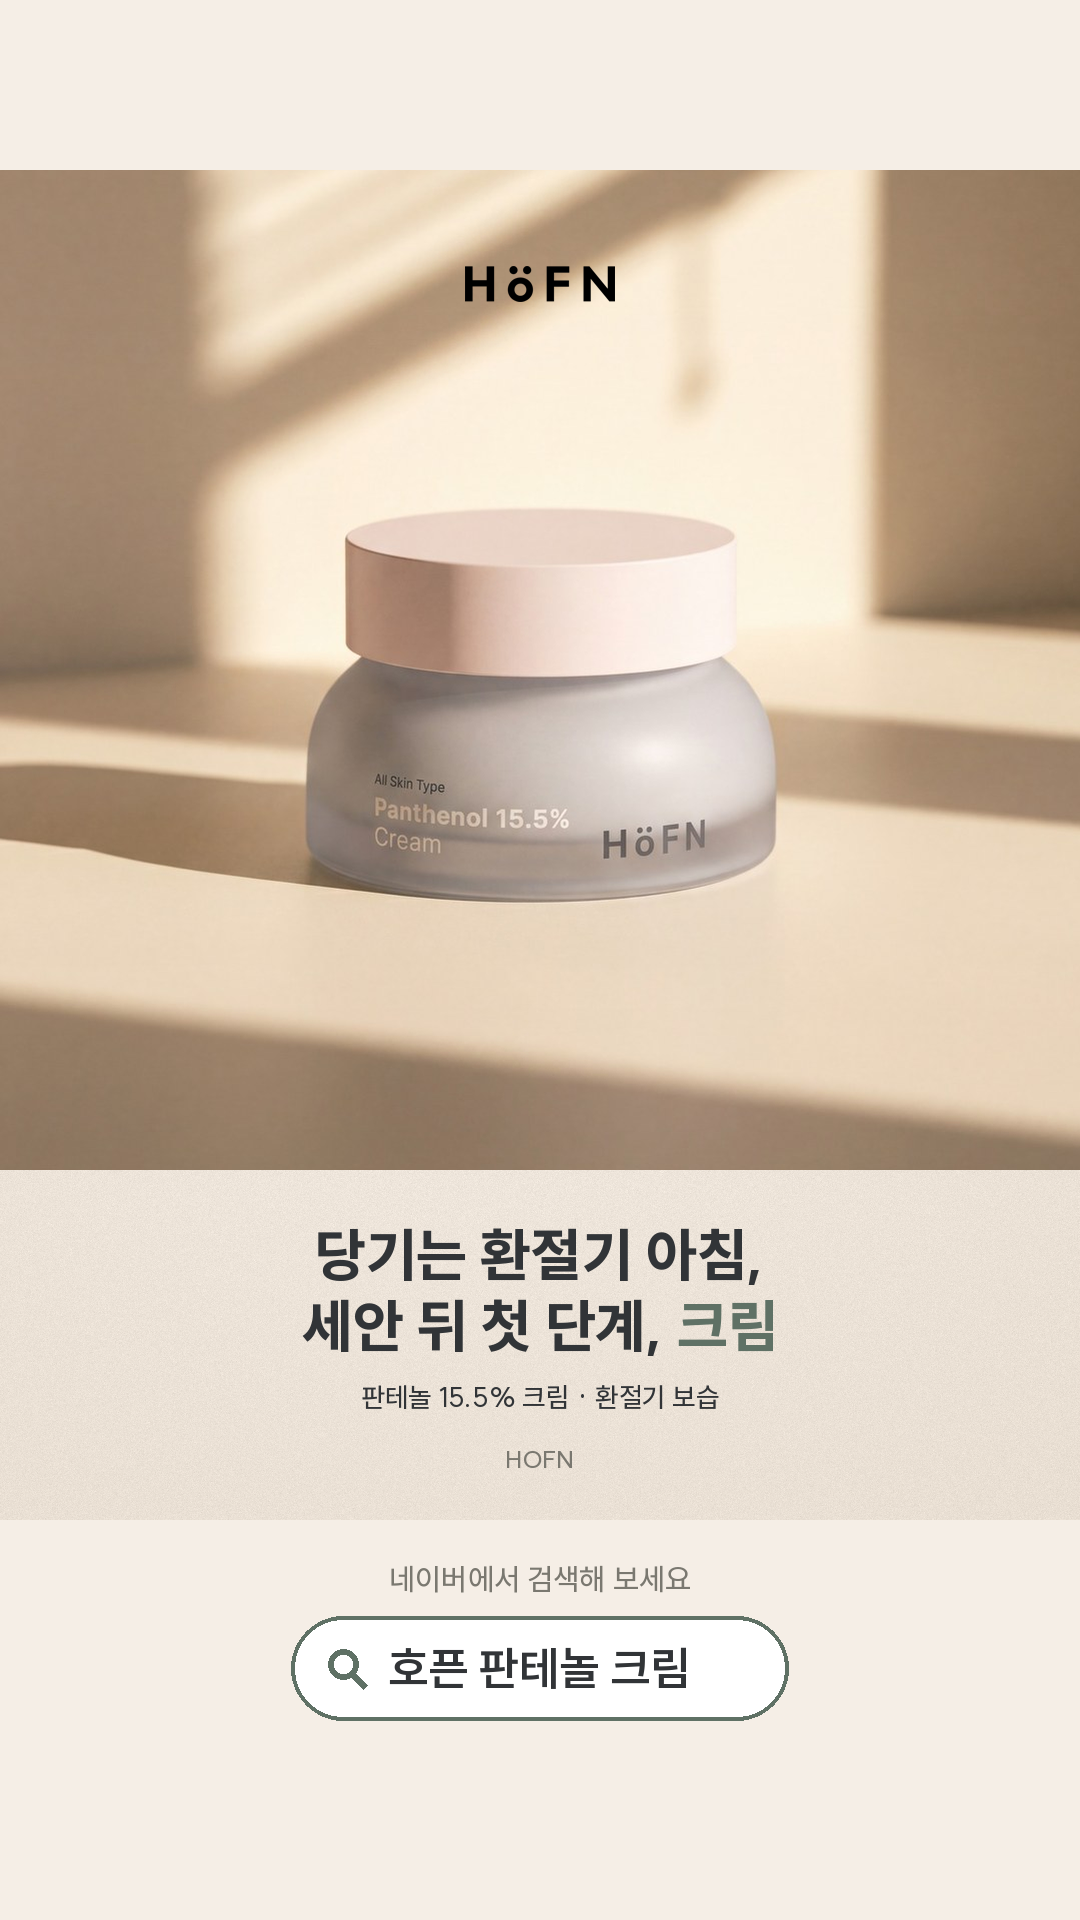 HöFN
All Skin Type
Panthenol 15.5%
Cream
HöFN
당기는 환절기 아침,
세안 뒤 첫 단계, 크림
판테놀 15.5% 크림 · 환절기 보습
HOFN
네이버에서 검색해 보세요
호픈 판테놀 크림